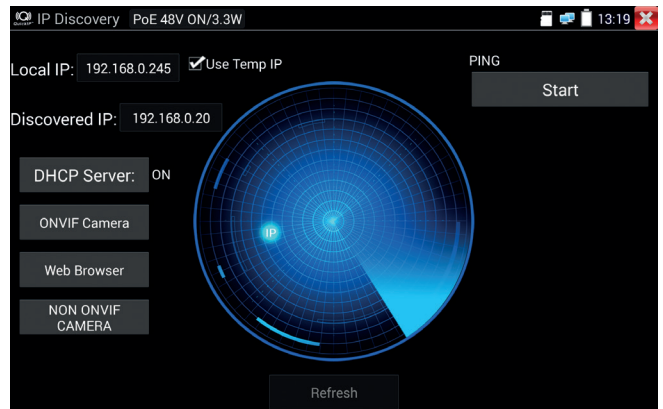 IP Discovery PoE 48V ON/3.3W 13:19
Local IP: 192.168.0.245 Use Temp IP
PING
Start
Discovered IP: 192.168.0.20
DHCP Server: ON
ONVIF Camera
IP
Web Browser
NON ONVIF
CAMERA
Refresh